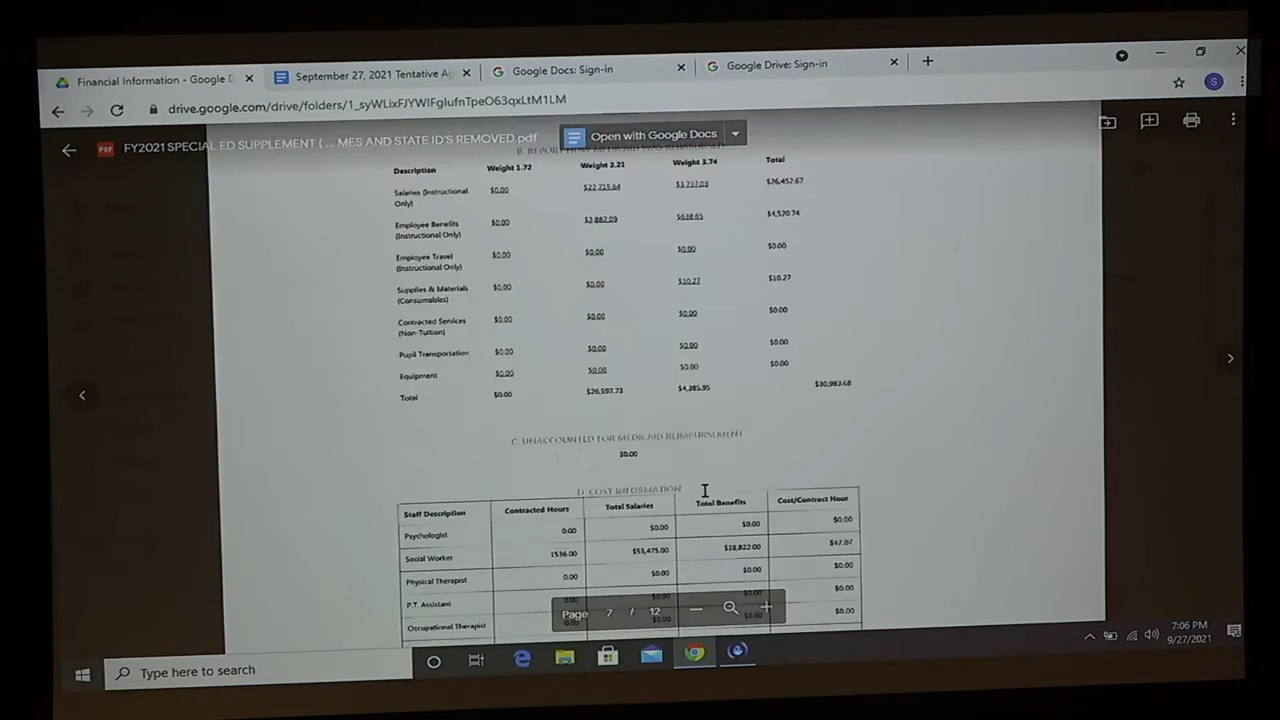 Financial Information - Google D
September 27, 2021 Tentative Ag
Google Docs: Sign-in
Google Drive: Sign-in
drive.google.com/drive/folders/1_syWLixFJYWlFglufnTpeO63qxLtM1LM
S
PDF FY2021 SPECIAL ED SUPPLEMENT ( ... MES AND STATE ID'S REMOVED.pdf
Open with Google Docs
Description Weight 1.72 Weight 2.21 Weight 3.74 Total
Salaries (Instructional Only) $0.00 $22,715.64 $3,737.03 $26,452.67
Employee Benefits (Instructional Only) $0.00 $3,882.09 $638.65 $4,520.74
Employee Travel (Instructional Only) $0.00 $0.00 $0.00 $0.00
Supplies & Materials (Consumables) $0.00 $0.00 $10.27 $10.27
Contracted Services (Non-Tuition) $0.00 $0.00 $0.00 $0.00
Pupil Transportation $0.00 $0.00 $0.00 $0.00
Equipment $0.00 $0.00 $0.00 $0.00
Total $0.00 $26,597.73 $4,385.95 $30,983.68
C. UNACCOUNTED FOR MEDICAID REIMBURSEMENT
$0.00
D. COST INFORMATION
Staff Description Contracted Hours Total Salaries Total Benefits Cost/Contract Hour
Psychologist 0.00 $0.00 $0.00 $0.00
Social Worker 1536.00 $53,475.00 $18,822.00 $47.07
Physical Therapist 0.00 $0.00 $0.00 $0.00
P.T. Assistant 0.00 $0.00 $0.00 $0.00
Occupational Therapist $0.00 $0.00
Page 7 / 12
Type here to search
7:06 PM
9/27/2021